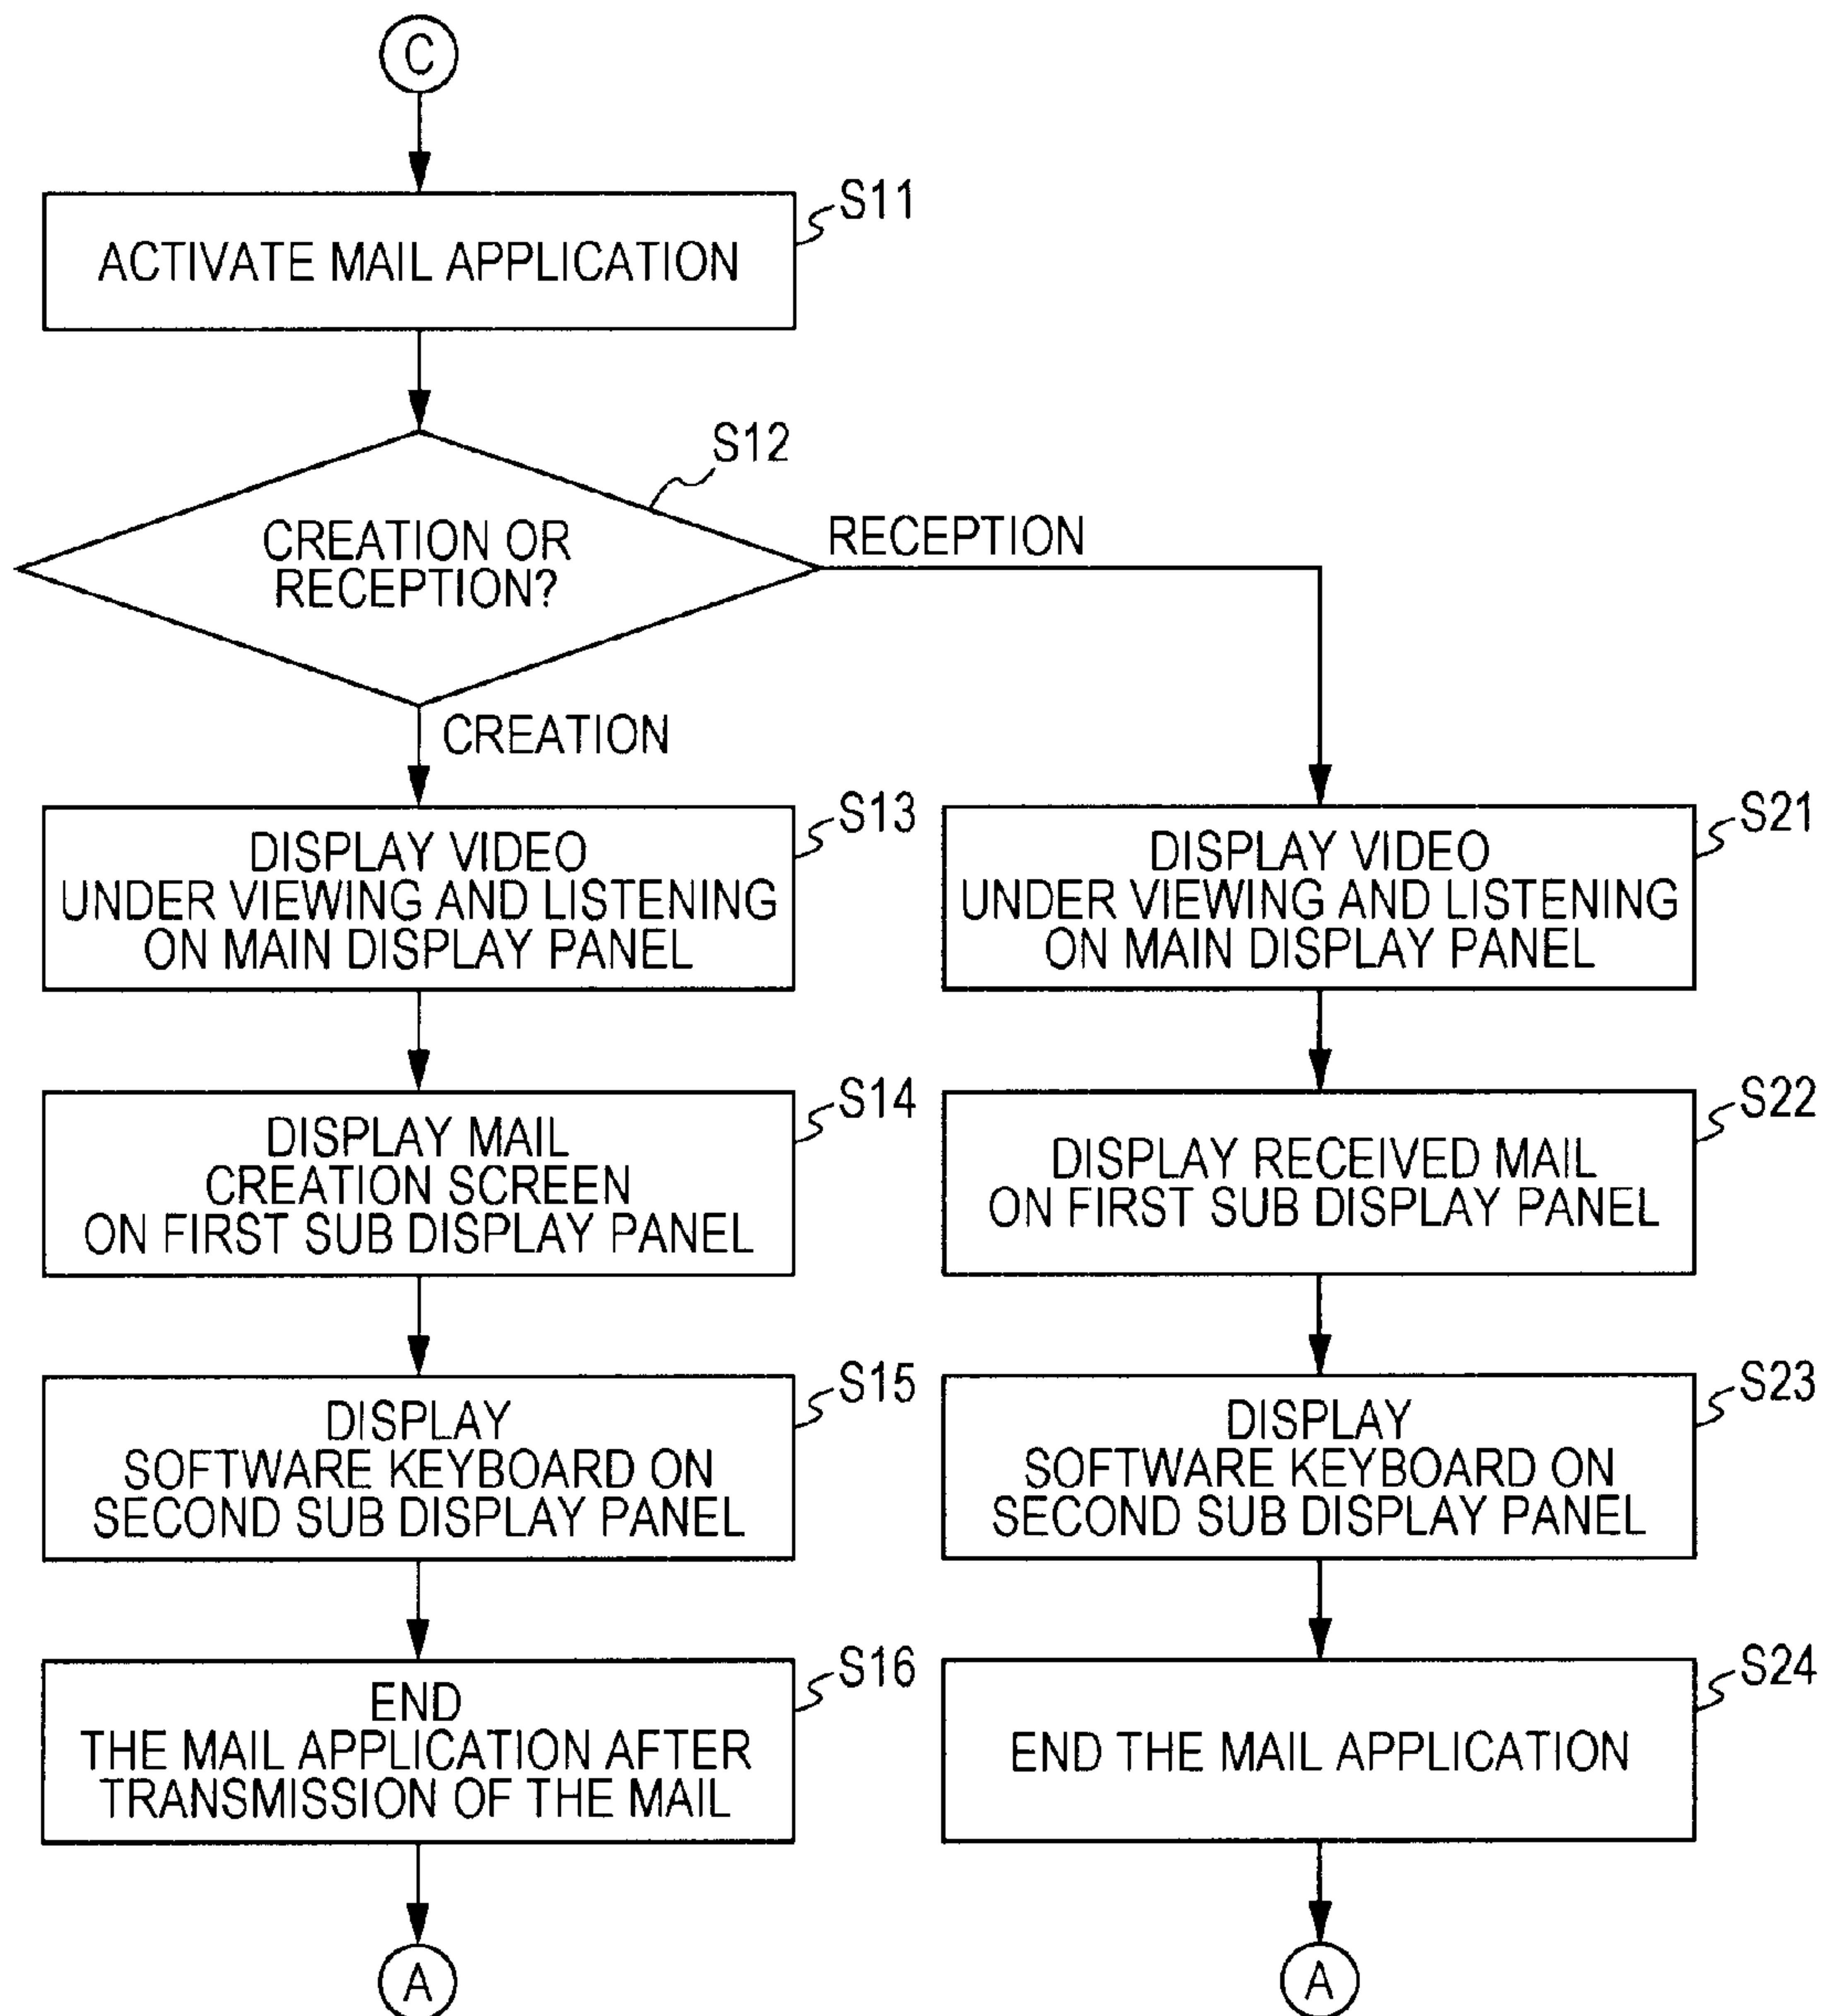 C
S11
ACTIVATE MAIL APPLICATION
S12
CREATION OR
RECEPTION?
RECEPTION
CREATION
S13
DISPLAY VIDEO
UNDER VIEWING AND LISTENING
ON MAIN DISPLAY PANEL
S14
DISPLAY MAIL
CREATION SCREEN
ON FIRST SUB DISPLAY PANEL
S15
DISPLAY
SOFTWARE KEYBOARD ON
SECOND SUB DISPLAY PANEL
S16
END
THE MAIL APPLICATION AFTER
TRANSMISSION OF THE MAIL
A
S21
DISPLAY VIDEO
UNDER VIEWING AND LISTENING
ON MAIN DISPLAY PANEL
S22
DISPLAY RECEIVED MAIL
ON FIRST SUB DISPLAY PANEL
S23
DISPLAY
SOFTWARE KEYBOARD ON
SECOND SUB DISPLAY PANEL
S24
END THE MAIL APPLICATION
A